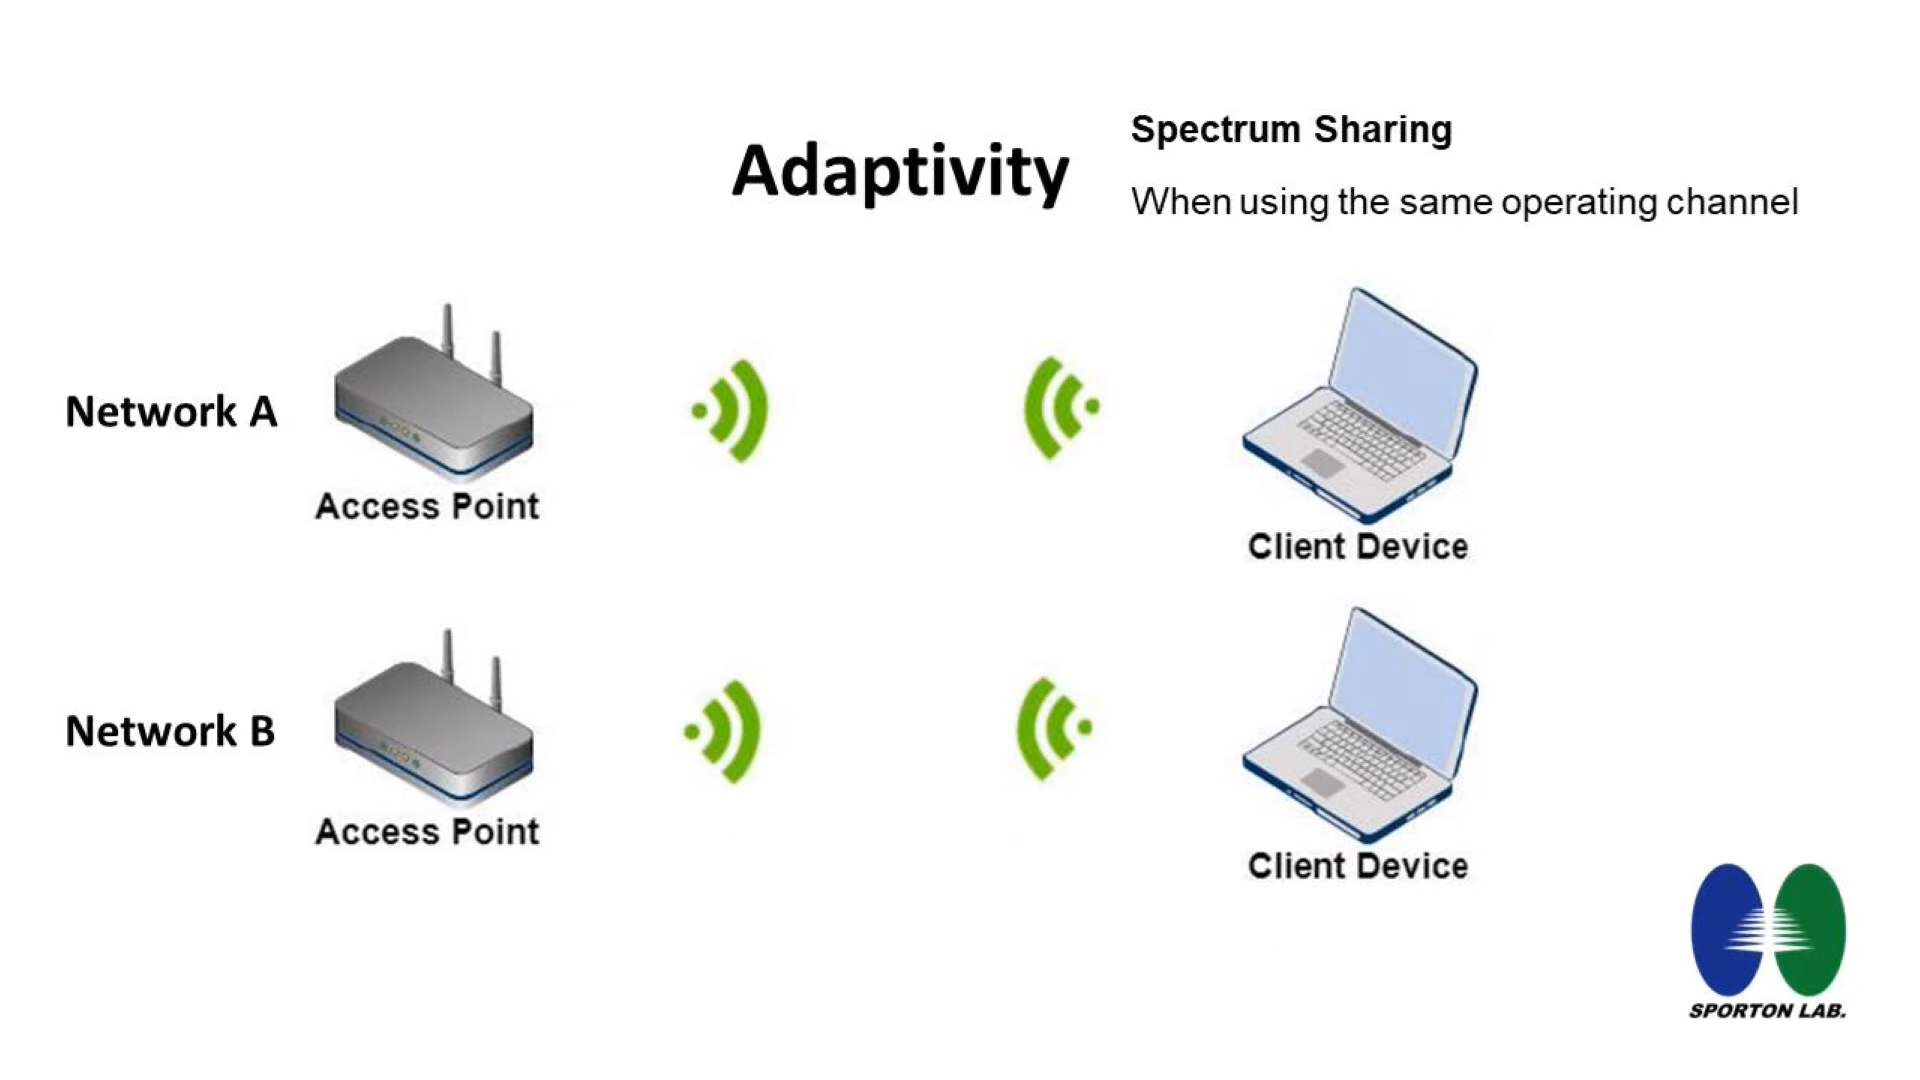 Adaptivity
Spectrum Sharing
When using the same operating channel
Network A
Access Point
Client Device
Network B
Access Point
Client Device
SPORTON LAB.